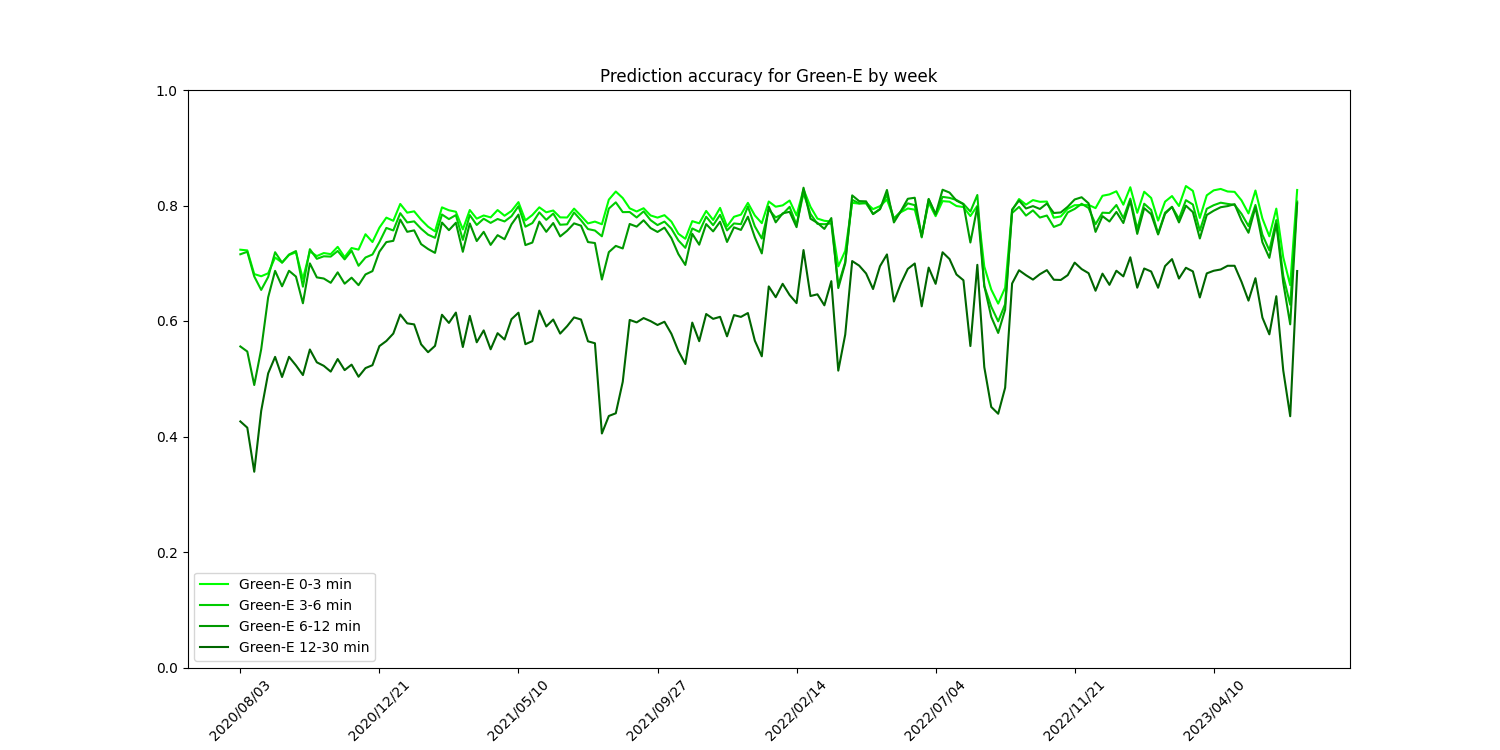 Prediction accuracy for Green-E by week
1.0
0.8
0.6
0.4
0.2
0.0
Green-E 0-3 min
Green-E 3-6 min
Green-E 6-12 min
Green-E 12-30 min
2020/08/03
2020/12/21
2021/05/10
2021/09/27
2022/02/14
2022/07/04
2022/11/21
2023/04/10